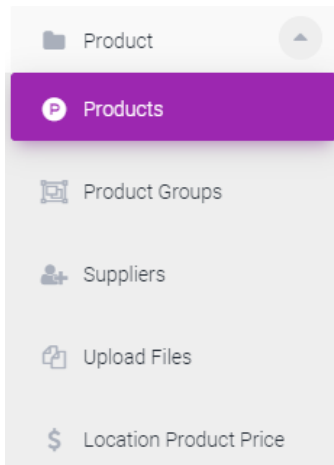 Product
Products
Product Groups
Suppliers
Upload Files
Location Product Price